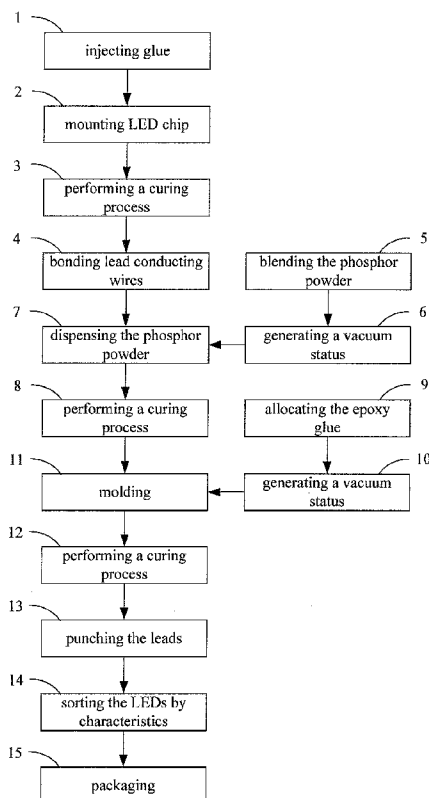 1
injecting glue
2
mounting LED chip
3
performing a curing
process
4
bonding lead conducting
wires
5
blending the phosphor
powder
7
dispensing the phosphor
powder
6
generating a vacuum
status
8
performing a curing
process
9
allocating the epoxy
glue
11
molding
10
generating a vacuum
status
12
performing a curing
process
13
punching the leads
14
sorting the LEDs by
characteristics
15
packaging